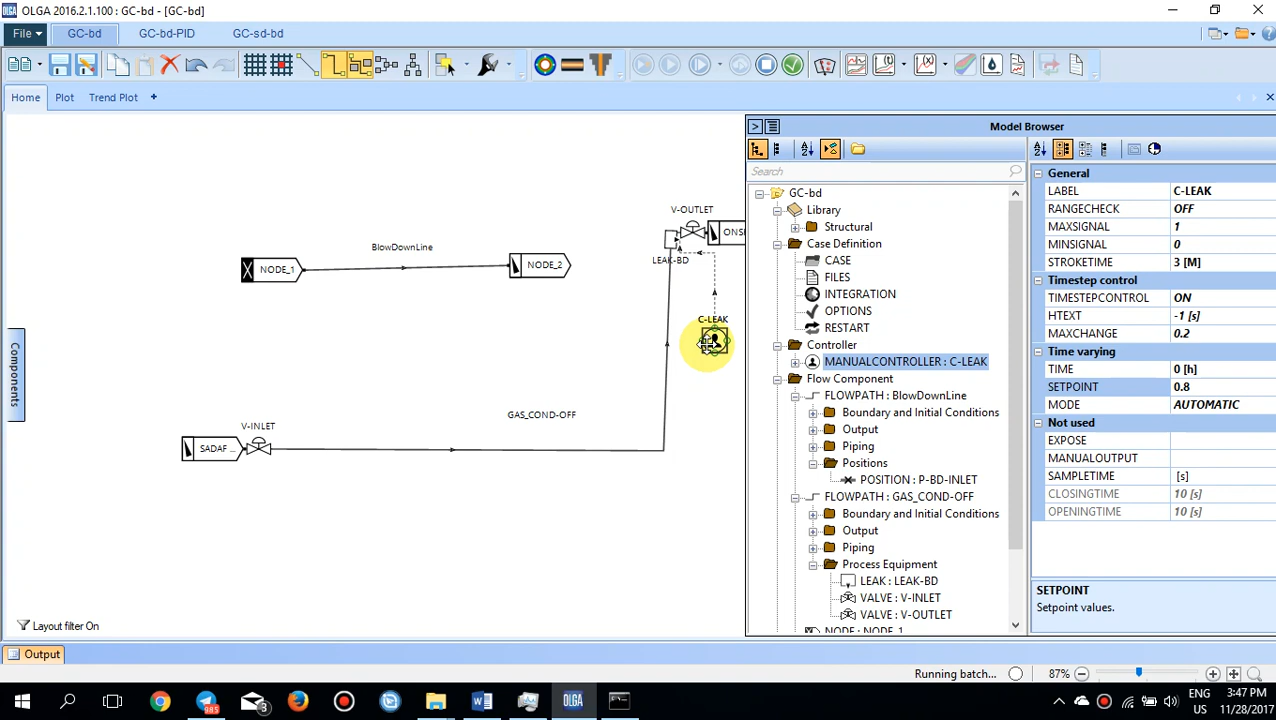 OLGA 2016.2.1.100 : GC-bd - [GC-bd]
File
GC-bd
GC-bd-PID
GC-sd-bd
Home
Plot
Trend Plot
+
BlowDownLine
NODE_1
NODE_2
V-OUTLET
ONSI
LEAK-BD
C-LEAK
GAS_COND-OFF
V-INLET
SADAF ...
Components
Layout filter On
Model Browser
Search
GC-bd
Library
Structural
Case Definition
CASE
FILES
INTEGRATION
OPTIONS
RESTART
Controller
MANUALCONTROLLER : C-LEAK
Flow Component
FLOWPATH : BlowDownLine
Boundary and Initial Conditions
Output
Piping
Positions
POSITION : P-BD-INLET
FLOWPATH : GAS_COND-OFF
Boundary and Initial Conditions
Output
Piping
Process Equipment
LEAK : LEAK-BD
VALVE : V-INLET
VALVE : V-OUTLET
NODE : NODE_1
General
LABEL C-LEAK
RANGECHECK OFF
MAXSIGNAL 1
MINSIGNAL 0
STROKETIME 3 [M]
Timestep control
TIMESTEPCONTROL ON
HTEXT -1 [s]
MAXCHANGE 0.2
Time varying
TIME 0 [h]
SETPOINT 0.8
MODE AUTOMATIC
Not used
EXPOSE
MANUALOUTPUT
SAMPLETIME [s]
CLOSINGTIME 10 [s]
OPENINGTIME 10 [s]
SETPOINT
Setpoint values.
Output
Running batch...
87%
985
3
ENG
US
3:47 PM
11/28/2017